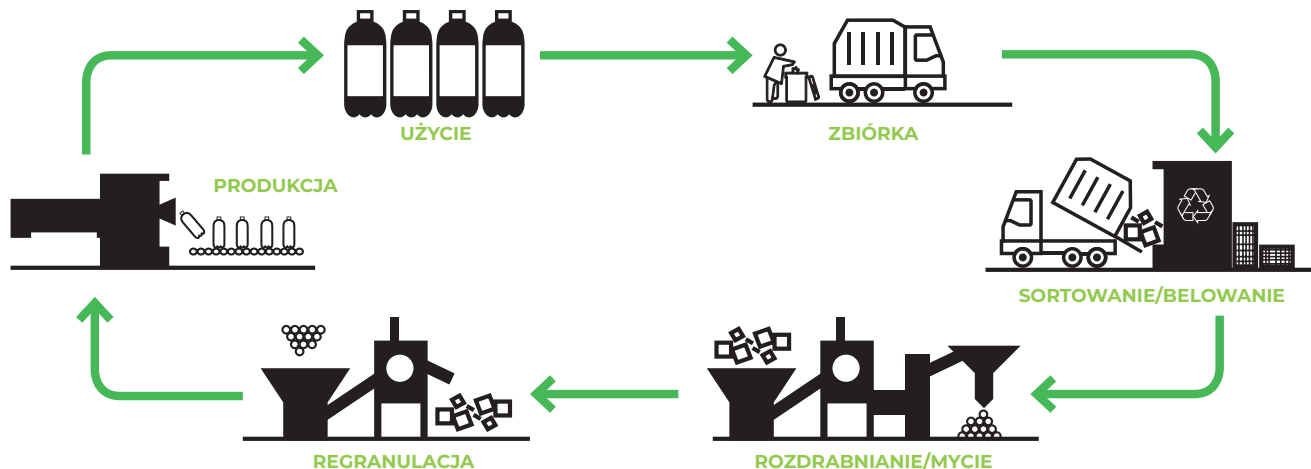 UŻYCIE
ZBIÓRKA
PRODUKCJA
SORTOWANIE/BELOWANIE
REGRANULACJA
ROZDRABNIANIE/MYCIE